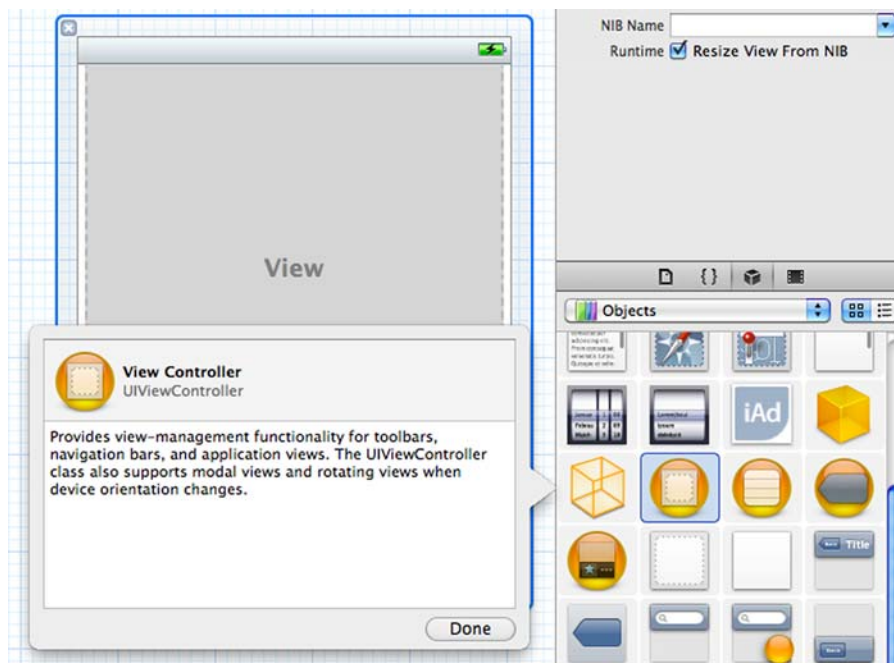 NIB Name
Runtime Resize View From NIB
View
{ }
Objects
View Controller
UIViewController
Provides view-management functionality for toolbars,
navigation bars, and application views. The UIViewController
class also supports modal views and rotating views when
device orientation changes.
Done
iAd
Title